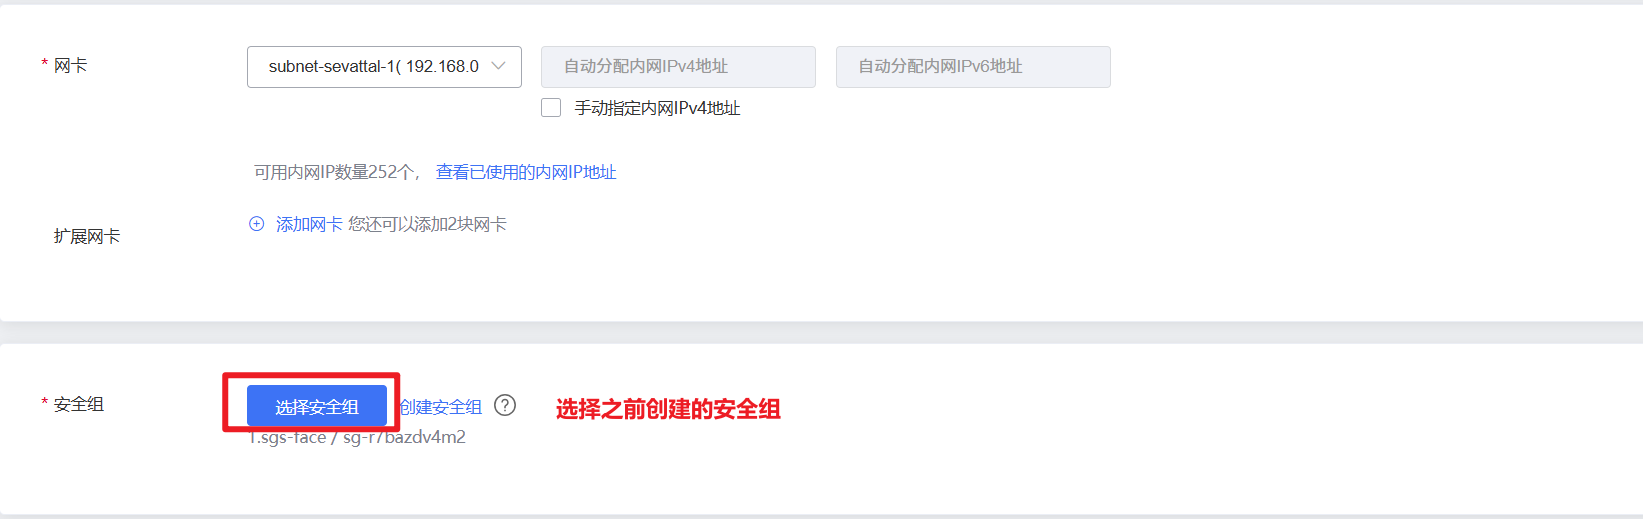 * 网卡
subnet-sevattal-1( 192.168.0
自动分配内网IPv4地址
自动分配内网IPv6地址
手动指定内网IPv4地址
可用内网IP数量252个， 查看已使用的内网IP地址
扩展网卡
添加网卡 您还可以添加2块网卡
* 安全组
选择安全组
创建安全组 ?
选择之前创建的安全组
1.sgs-face / sg-r7bazdv4m2